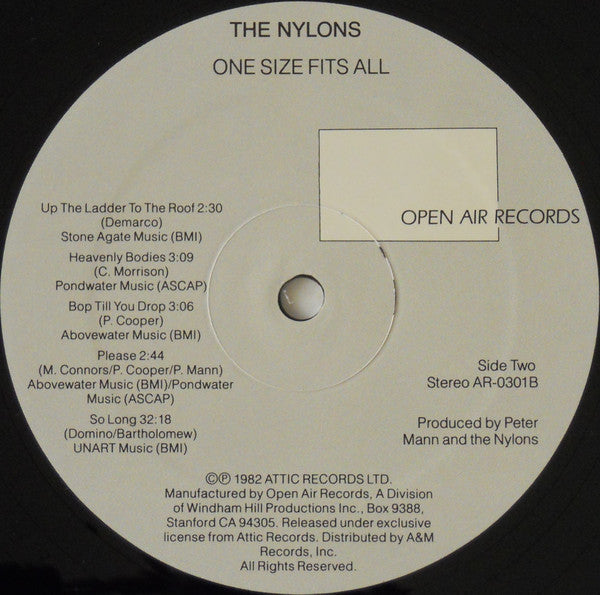 THE NYLONS
ONE SIZE FITS ALL
OPEN AIR RECORDS
Up The Ladder To The Roof 2:30
(Demarco)
Stone Agate Music (BMI)
Heavenly Bodies 3:09
(C. Morrison)
Pondwater Music (ASCAP)
Bop Till You Drop 3:06
(P. Cooper)
Abovewater Music (BMI)
Please 2:44
(M. Connors/P. Cooper/P. Mann)
Abovewater Music (BMI)/Pondwater
Music (ASCAP)
So Long 32:18
(Domino/Bartholomew)
UNART Music (BMI)
Side Two
Stereo AR-0301B
Produced by Peter
Mann and the Nylons
©℗ 1982 ATTIC RECORDS LTD.
Manufactured by Open Air Records, A Division
of Windham Hill Productions Inc., Box 9388,
Stanford CA 94305. Released under exclusive
license from Attic Records. Distributed by A&M
Records, Inc.
All Rights Reserved.